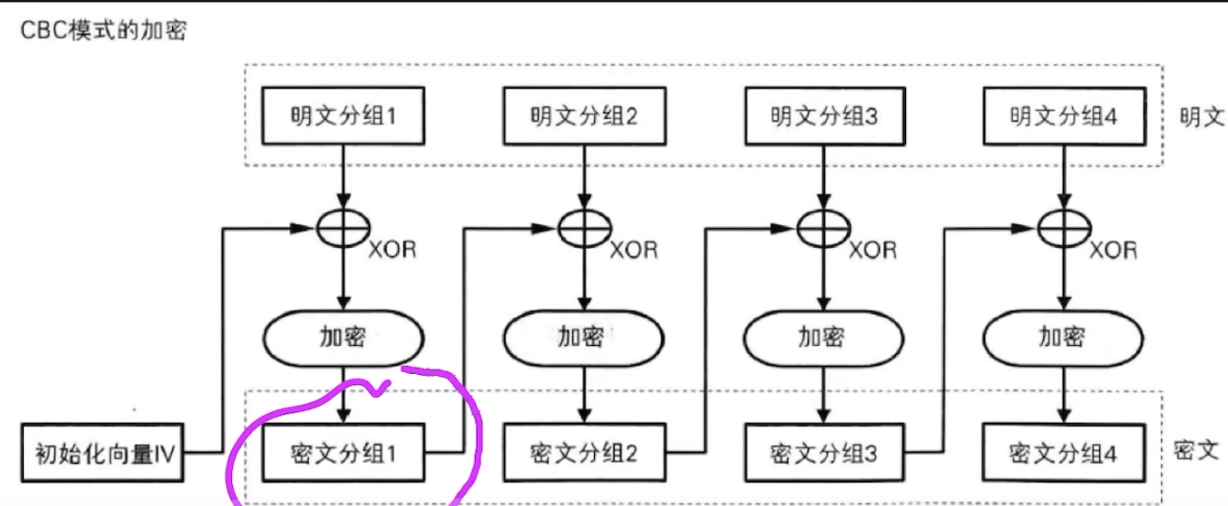 CBC模式的加密
明文分组1
明文分组2
明文分组3
明文分组4
明文
XOR
XOR
XOR
XOR
加密
加密
加密
加密
初始化向量IV
密文分组1
密文分组2
密文分组3
密文分组4
密文